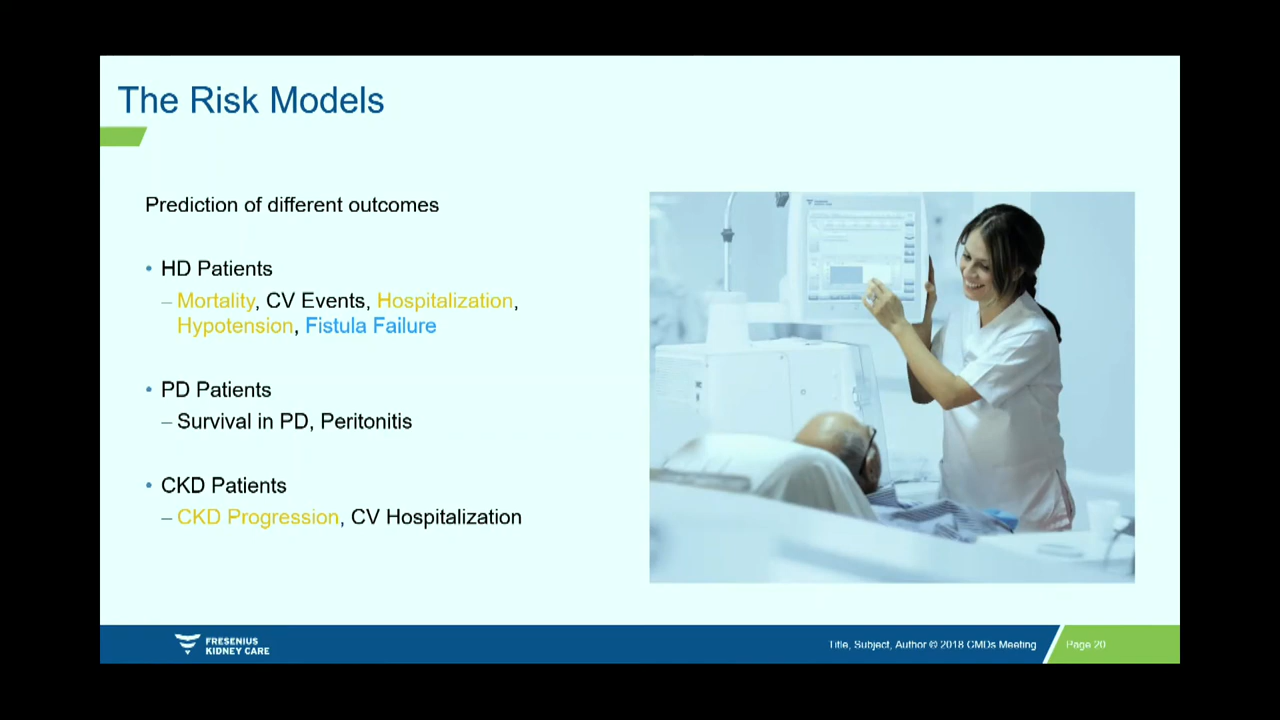 The Risk Models
Prediction of different outcomes
• HD Patients
– Mortality, CV Events, Hospitalization,
Hypotension, Fistula Failure
• PD Patients
– Survival in PD, Peritonitis
• CKD Patients
– CKD Progression, CV Hospitalization
FRESENIUS
KIDNEY CARE
Title, Subject, Author © 2018 CMDs Meeting
Page 20